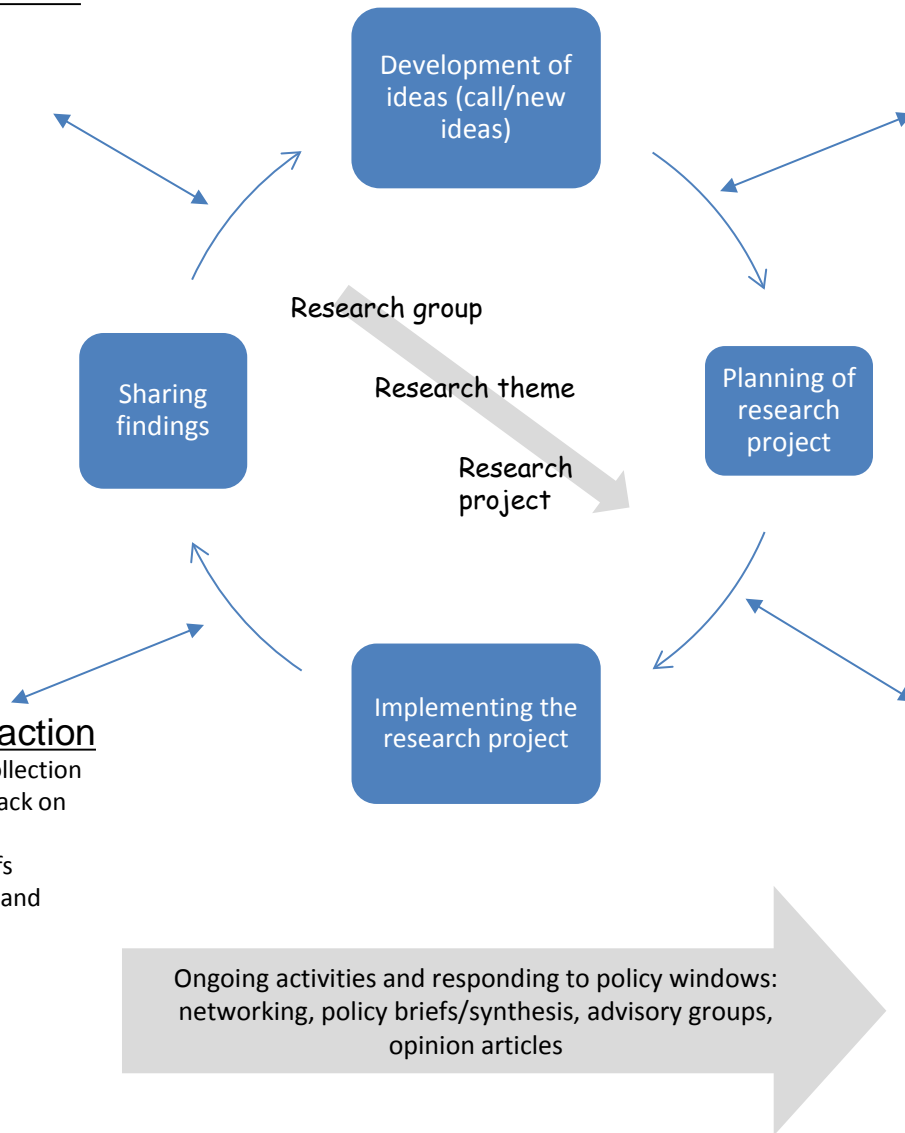 Development of
ideas (call/new
ideas)
Research group
Sharing
findings
Research theme
Planning of
research
project
Research
project
Implementing the
research project
action
ollection
ack on
fs
and
Ongoing activities and responding to policy windows:
networking, policy briefs/synthesis, advisory groups,
opinion articles